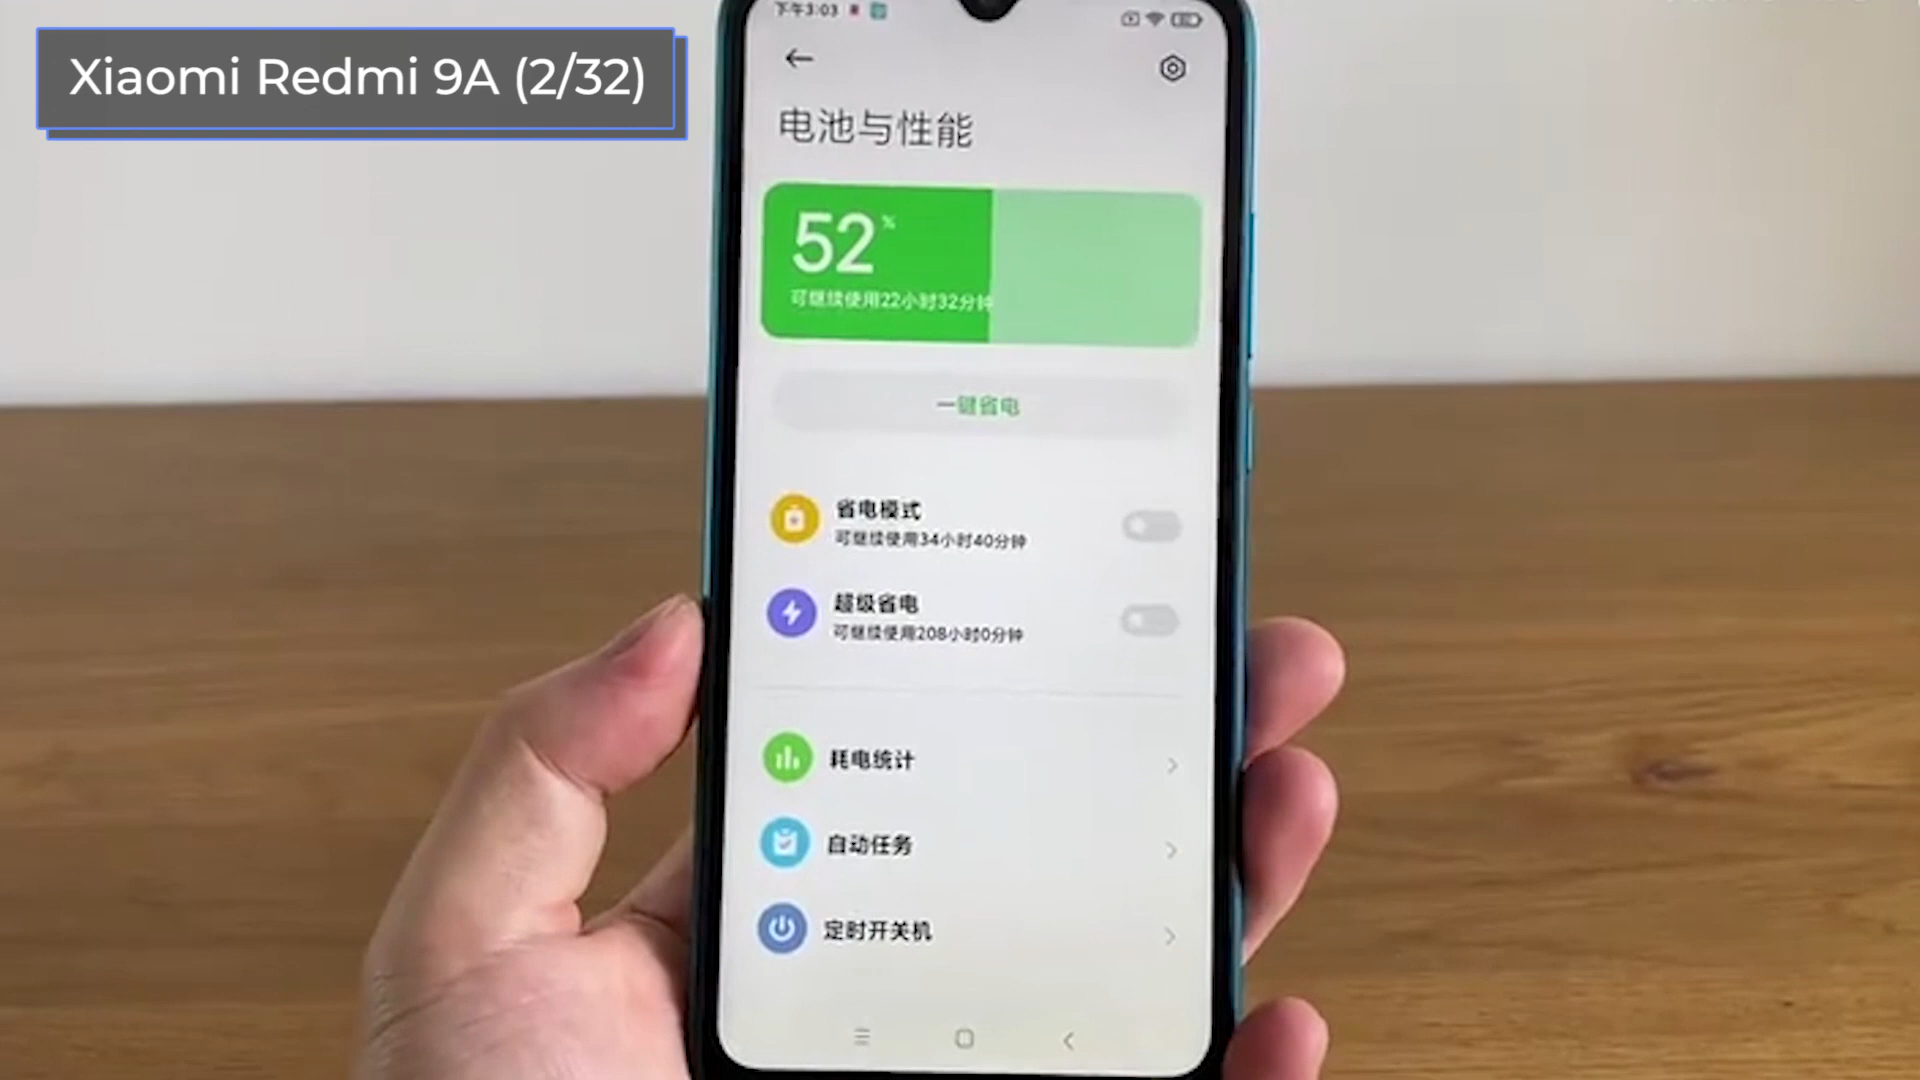 Xiaomi Redmi 9A (2/32)
下午3:03
电池与性能
52%
可继续使用22小时32分钟
一键省电
省电模式
可继续使用34小时40分钟
超级省电
可继续使用208小时0分钟
耗电统计
自动任务
定时开关机